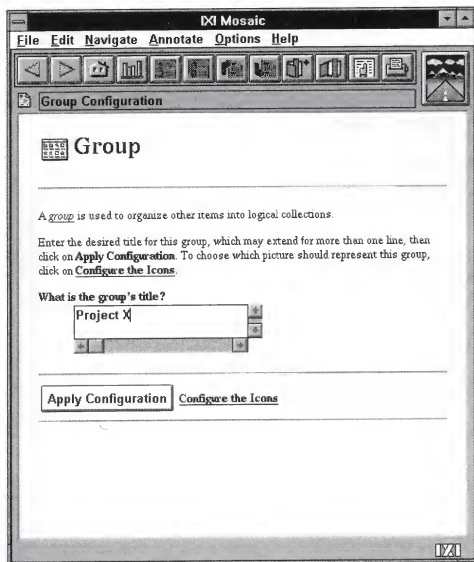 IXI Mosaic
File Edit Navigate Annotate Options Help
Group Configuration
Group
A group is used to organize other items into logical collections.
Enter the desired title for this group, which may extend for more than one line, then
click on Apply Configuration. To choose which picture should represent this group,
click on Configure the Icons.
What is the group's title?
Project X
Apply Configuration Configure the Icons
IXI